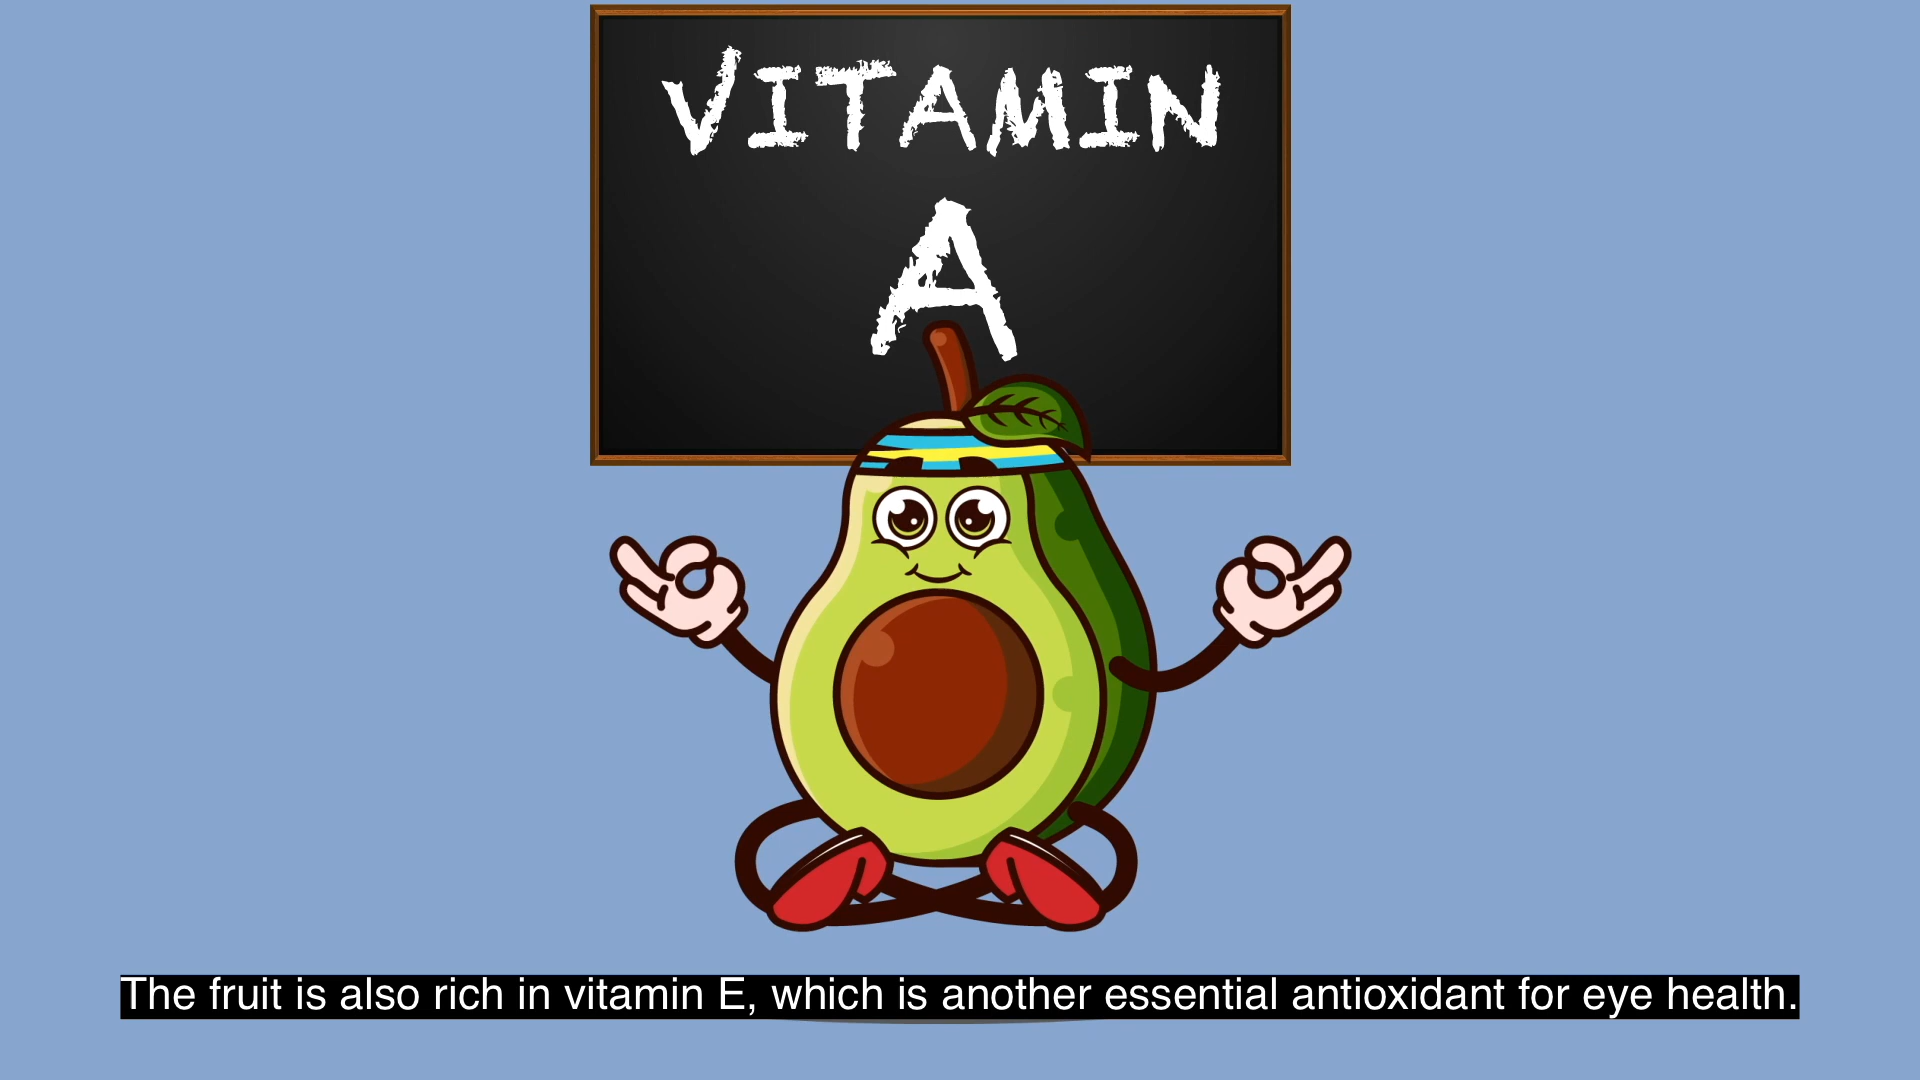 VITAMIN
A
The fruit is also rich in vitamin E, which is another essential antioxidant for eye health.